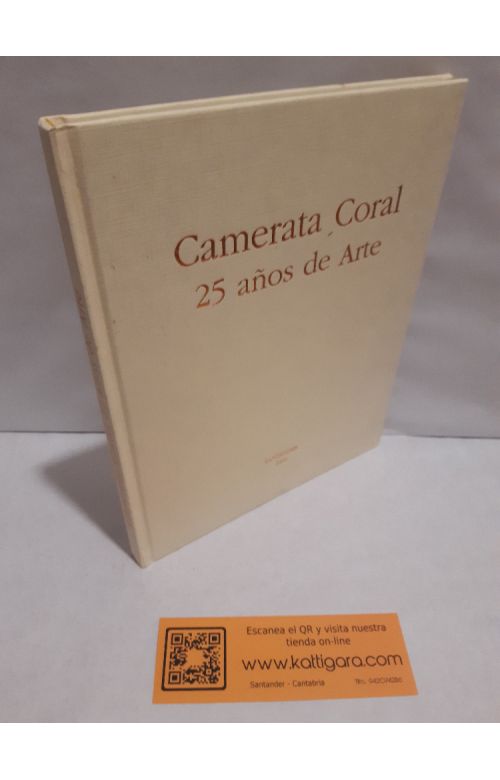 Camerata Coral
25 años de Arte
Escanea el QR y visita nuestra
tienda on-line
www.kattigara.com
Santander - Cantabria